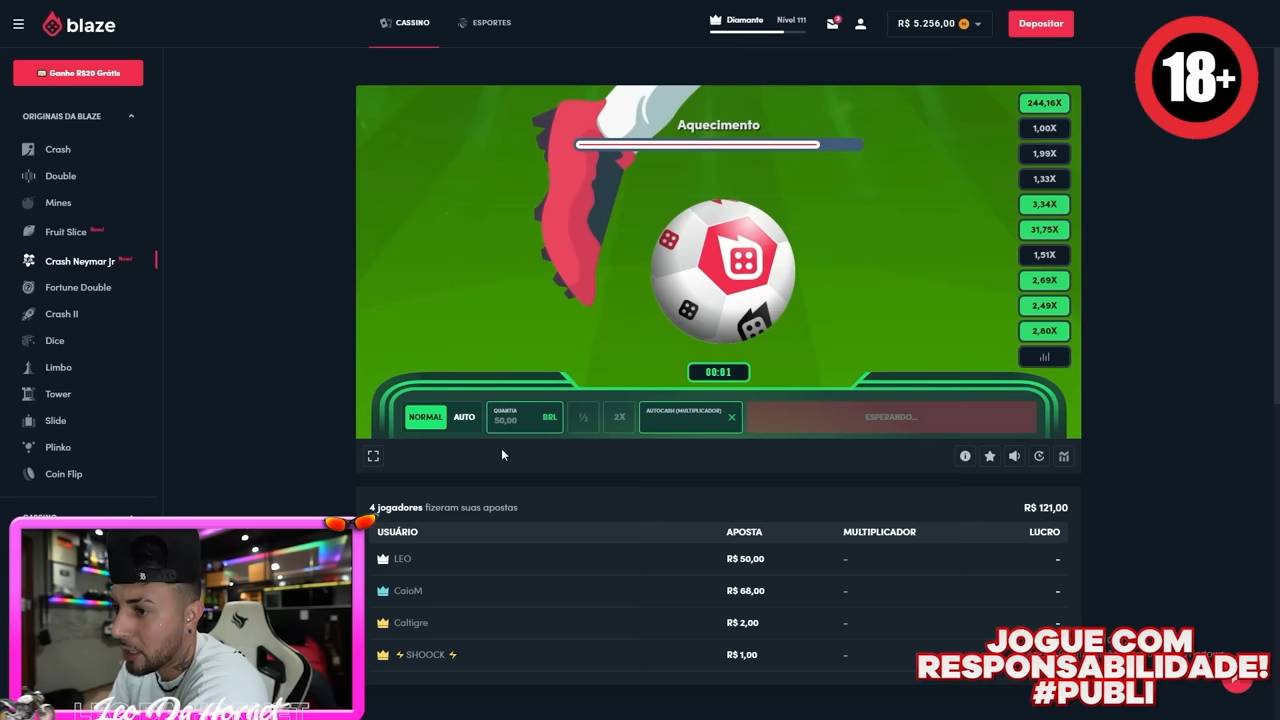 blaze
CASSINO
ESPORTES
Diamante
Nível 111
3
R$ 5.256,00
Depositar
18+
Ganhe R$20 Grátis
ORIGINAIS DA BLAZE
Crash
Double
Mines
Fruit Slice
Crash Neymar Jr
Fortune Double
Crash II
Dice
Limbo
Tower
Slide
Plinko
Coin Flip
Aquecimento
244,16X
1,00X
1,99X
1,33X
3,34X
31,75X
1,51X
2,69X
2,49X
2,80X
00:01
NORMAL
AUTO
QUANTIA
50,00
BRL
½
2X
AUTOCASH (MULTIPLICADOR)
ESPERANDO...
4 jogadores fizeram suas apostas
R$ 121,00
USUÁRIO APOSTA MULTIPLICADOR LUCRO
LEO R$ 50,00 - -
CaioM R$ 68,00 - -
Caltigre R$ 2,00 - -
⚡SHOOCK⚡ R$ 1,00 -
JOGUE COM
RESPONSABILIDADE!
#PUBLI
Leo Da Hornet